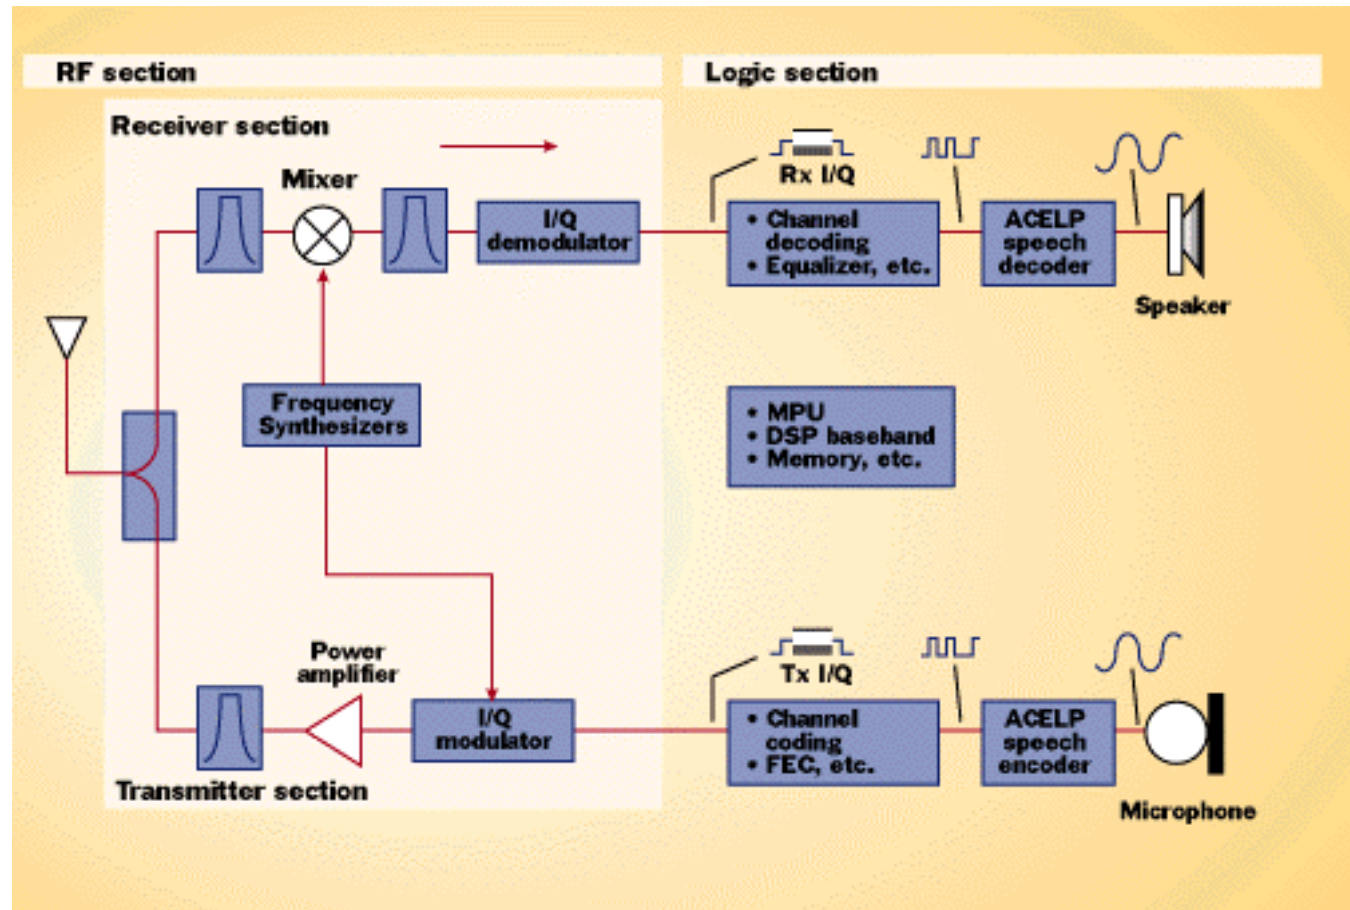 RF section
Logic section
Receiver section
Mixer
I/Q
demodulator
Rx I/Q
• Channel
decoding
• Equalizer, etc.
ACELP
speech
decoder
Speaker
Frequency
Synthesizers
• MPU
• DSP baseband
• Memory, etc.
Power
amplifier
I/Q
modulator
Tx I/Q
• Channel
coding
• FEC, etc.
ACELP
speech
encoder
Transmitter section
Microphone